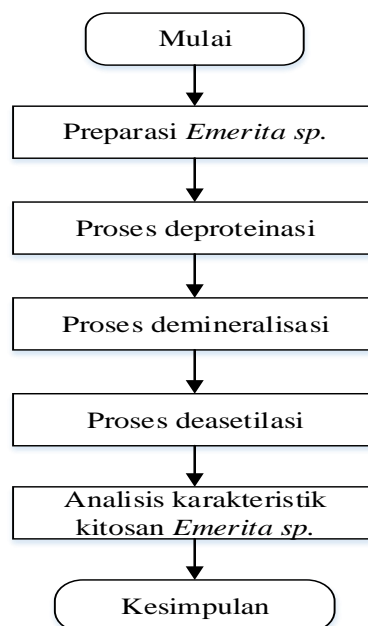 Mulai
Preparasi Emerita sp.
Proses deproteinasi
Proses demineralisasi
Proses deasetilasi
Analisis karakteristik
kitosan Emerita sp.
Kesimpulan